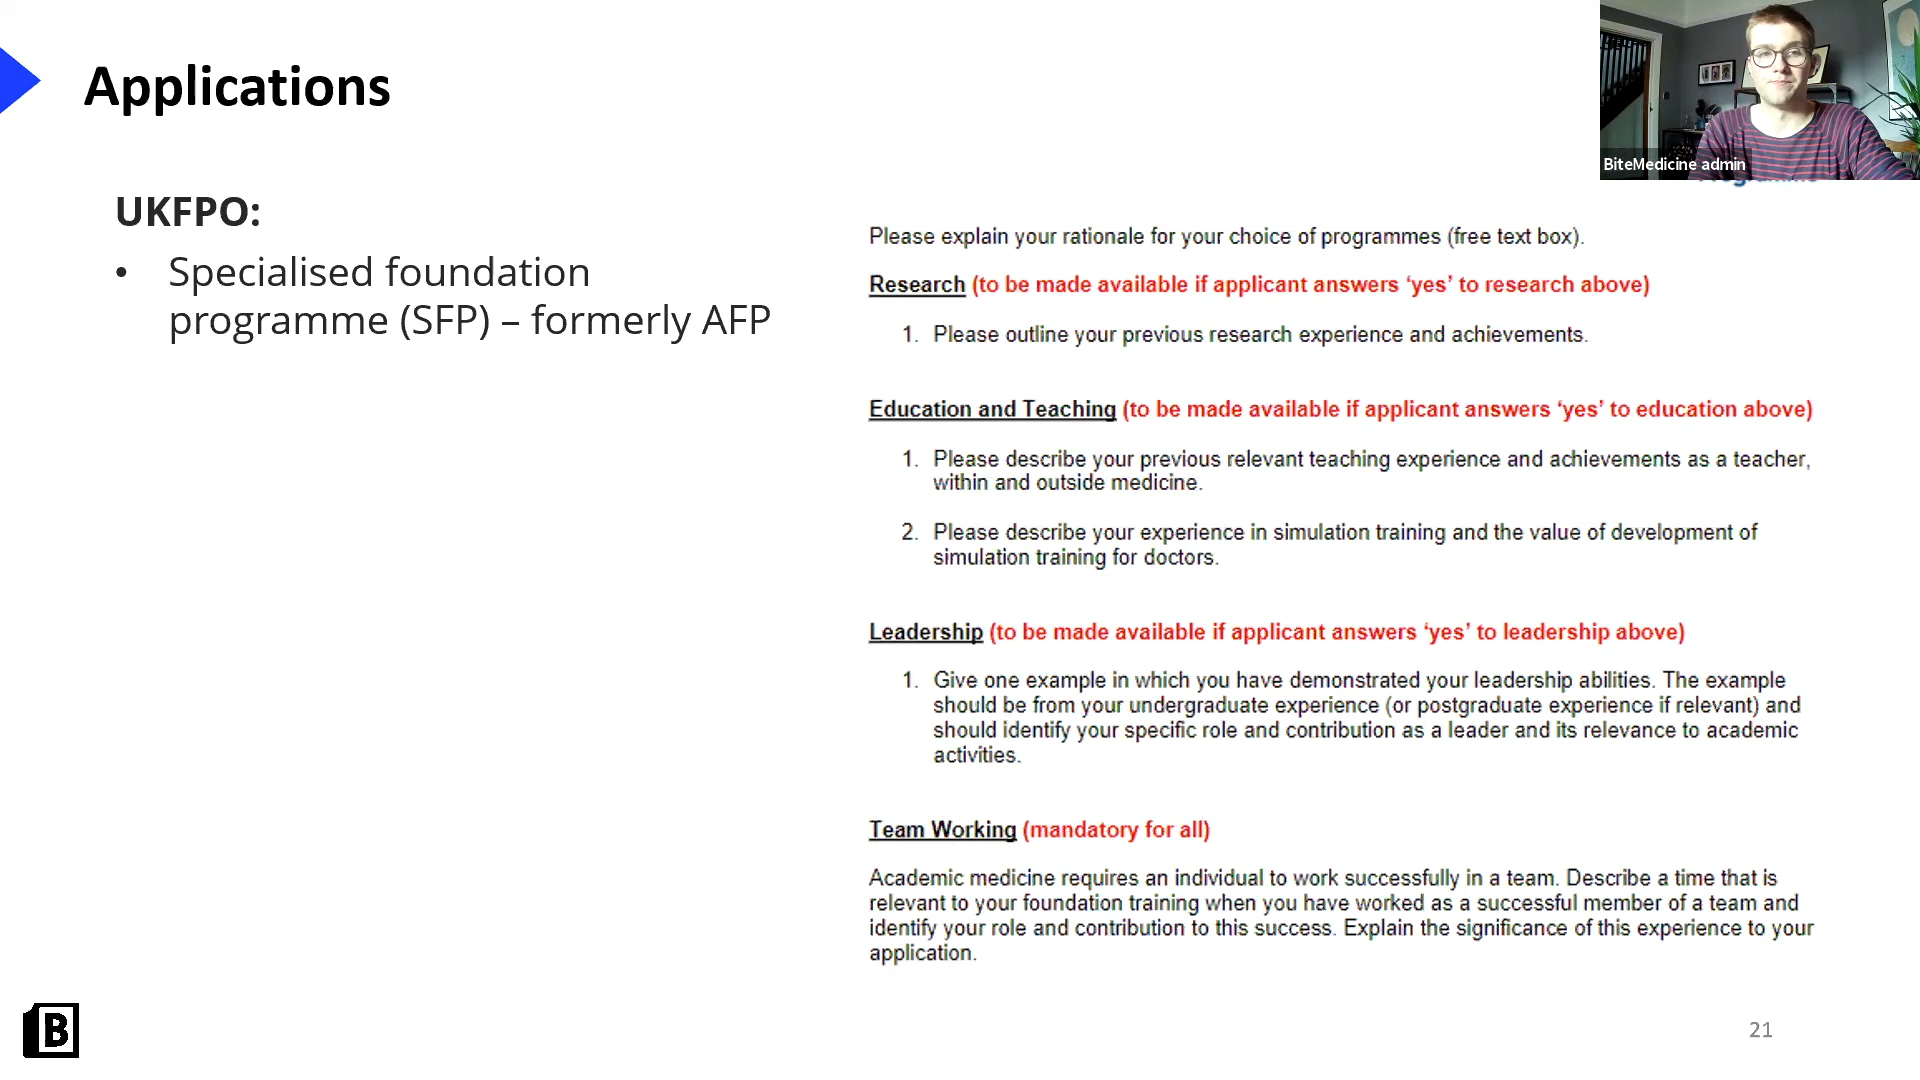 Applications
BiteMedicine admin
UKFPO:
• Specialised foundation
programme (SFP) – formerly AFP
Please explain your rationale for your choice of programmes (free text box).
Research (to be made available if applicant answers ‘yes’ to research above)
1. Please outline your previous research experience and achievements.
Education and Teaching (to be made available if applicant answers ‘yes’ to education above)
1. Please describe your previous relevant teaching experience and achievements as a teacher,
within and outside medicine.
2. Please describe your experience in simulation training and the value of development of
simulation training for doctors.
Leadership (to be made available if applicant answers ‘yes’ to leadership above)
1. Give one example in which you have demonstrated your leadership abilities. The example
should be from your undergraduate experience (or postgraduate experience if relevant) and
should identify your specific role and contribution as a leader and its relevance to academic
activities.
Team Working (mandatory for all)
Academic medicine requires an individual to work successfully in a team. Describe a time that is
relevant to your foundation training when you have worked as a successful member of a team and
identify your role and contribution to this success. Explain the significance of this experience to your
application.
B
21